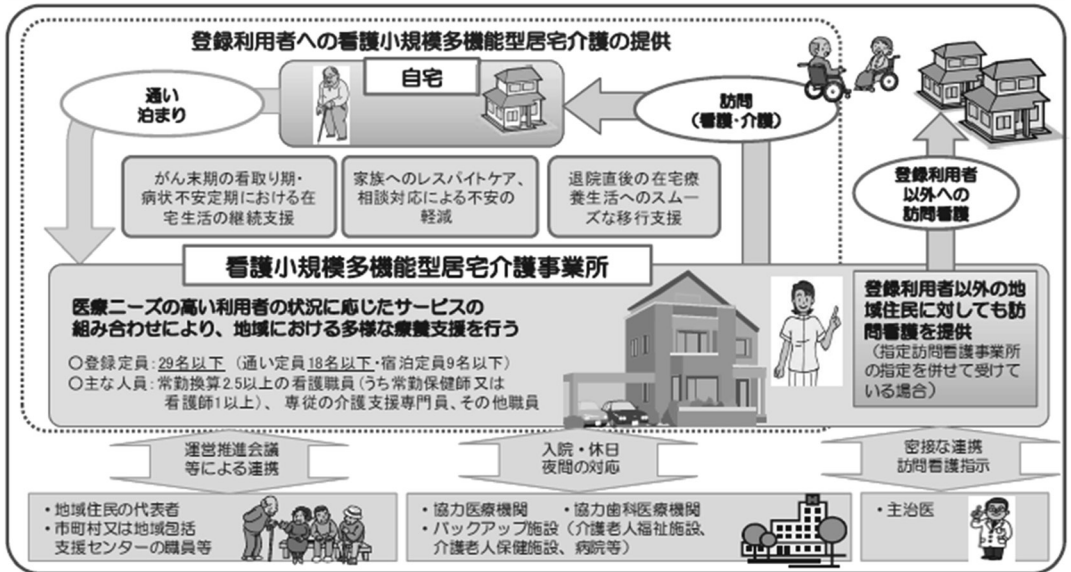 登録利用者への看護小規模多機能型居宅介護の提供
自宅
通い
泊まり
訪問
(看護・介護)
がん末期の看取り期・
病状不安定期における在
宅生活の継続支援
家族へのレスパイトケア、
相談対応による不安の
軽減
退院直後の在宅療
養生活へのスムー
ズな移行支援
登録利用者
以外への
訪問看護
看護小規模多機能型居宅介護事業所
医療ニーズの高い利用者の状況に応じたサービスの
組み合わせにより、地域における多様な療養支援を行う
○登録定員:29名以下 (通い定員18名以下・宿泊定員9名以下)
○主な人員:常勤換算2.5以上の看護職員(うち常勤保健師又は
看護師1以上)、専従の介護支援専門員、その他職員
登録利用者以外の地
域住民に対しても訪
問看護を提供
(指定訪問看護事業所
の指定を併せて受けて
いる場合)
運営推進会議
等による連携
入院・休日
夜間の対応
密接な連携
訪問看護指示
・地域住民の代表者
・市町村又は地域包括
支援センターの職員等
・協力医療機関 ・協力歯科医療機関
・バックアップ施設(介護老人福祉施設、
介護老人保健施設、病院等)
・主治医